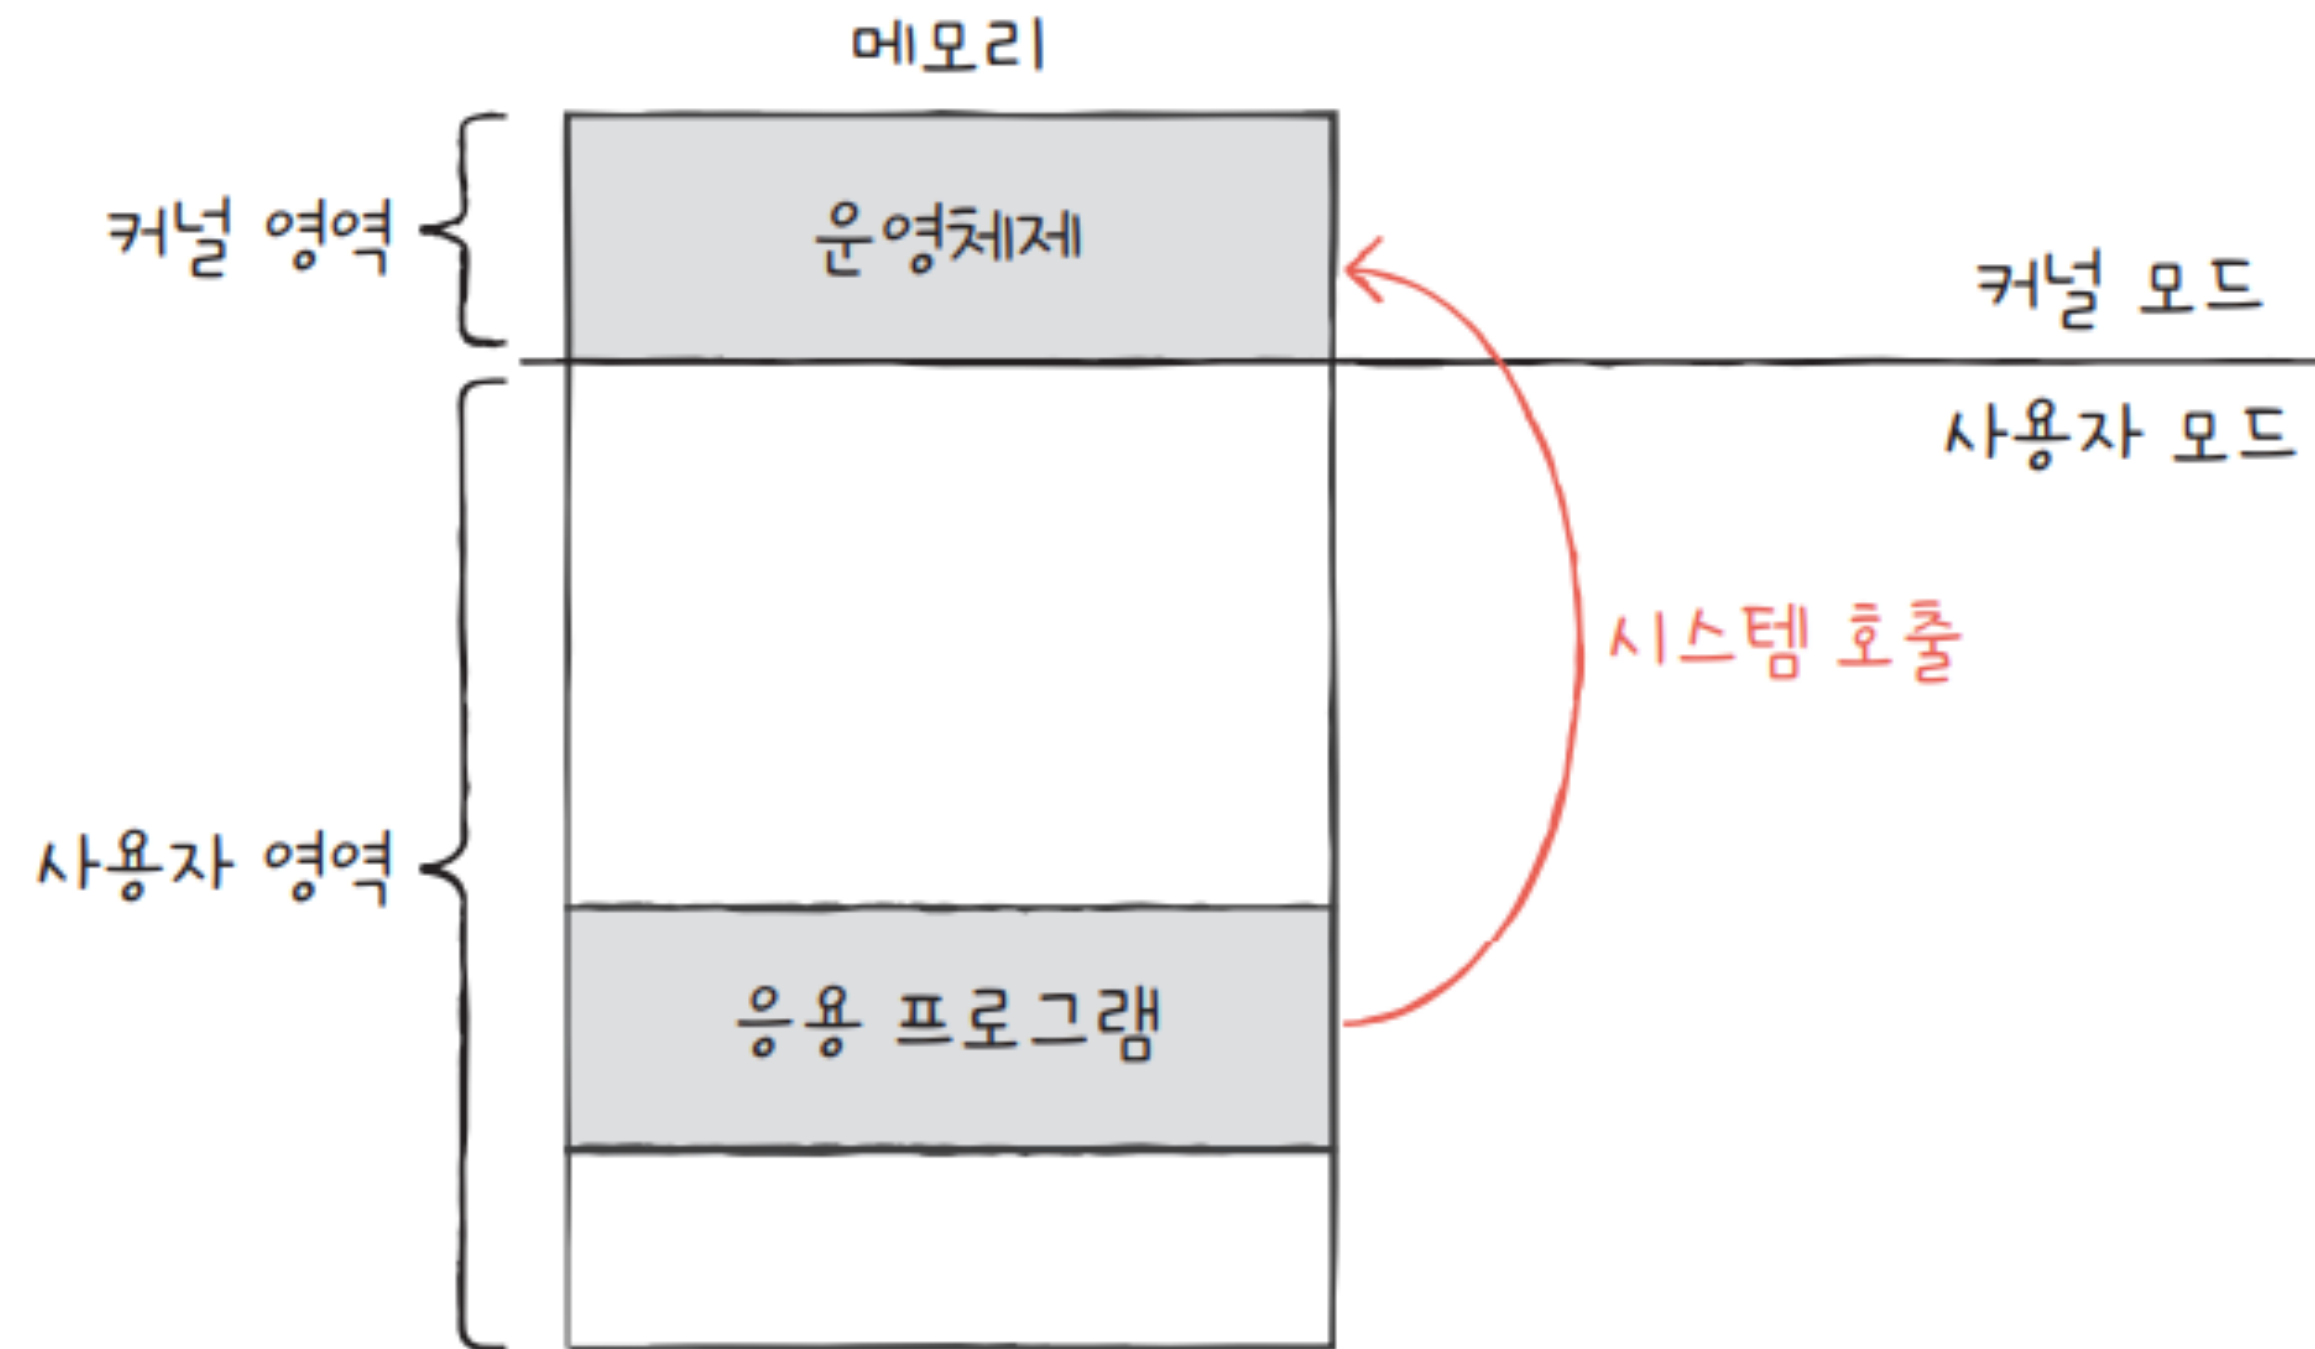 메모리
커널 영역
운영체제
커널 모드
사용자 모드
시스템 호출
사용자 영역
응용 프로그램